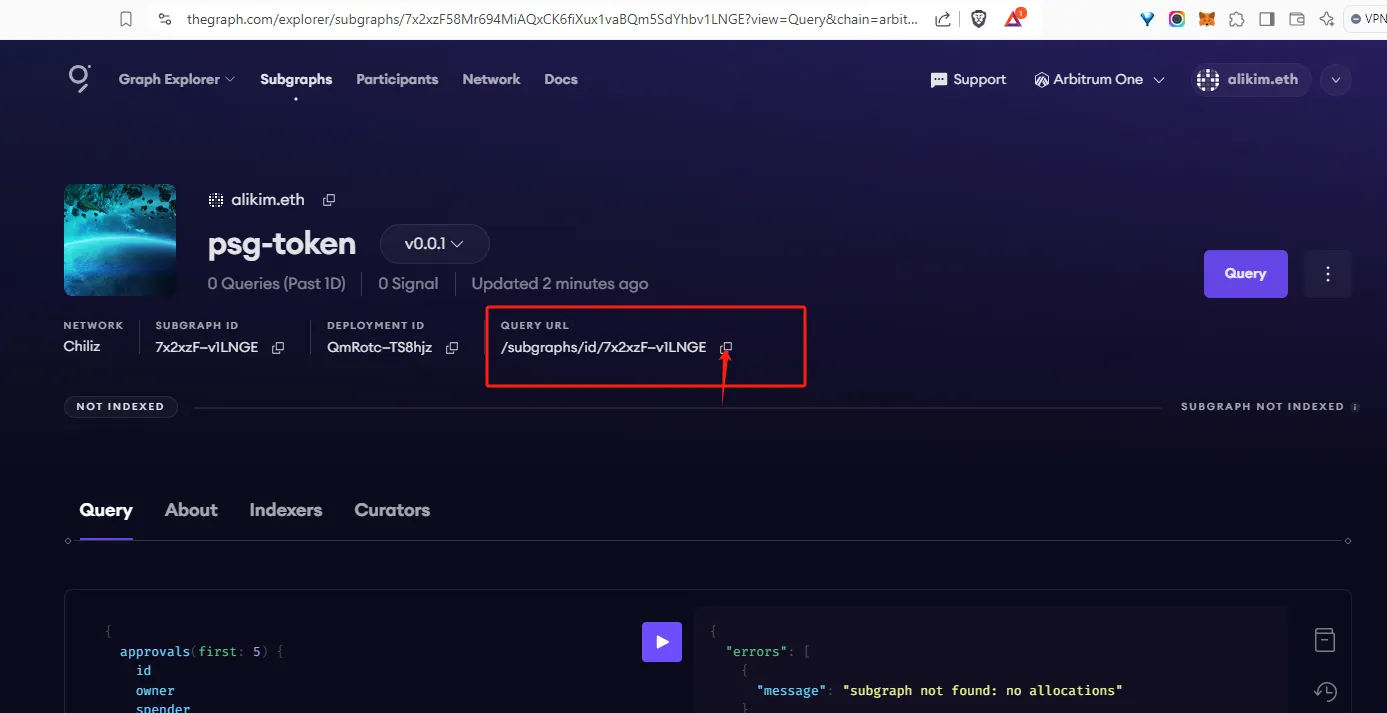 thegraph.com/explorer/subgraphs/7x2xzF58Mr694MiAQxCK6fiXux1vaBQm5SdYhbv1LNGE?view=Query&chain=arbit...
1
VPN
Graph Explorer Subgraphs Participants Network Docs Support Arbitrum One alikim.eth
alikim.eth
psg-token v0.0.1
0 Queries (Past 1D) 0 Signal Updated 2 minutes ago
Query
NETWORK SUBGRAPH ID DEPLOYMENT ID QUERY URL
Chiliz 7x2xzF–v1LNGE QmRotc–TS8hjz /subgraphs/id/7x2xzF–v1LNGE
NOT INDEXED SUBGRAPH NOT INDEXED
Query About Indexers Curators
{
approvals(first: 5) {
id
owner
spender
{
"errors": [
{
"message": "subgraph not found: no allocations"
}